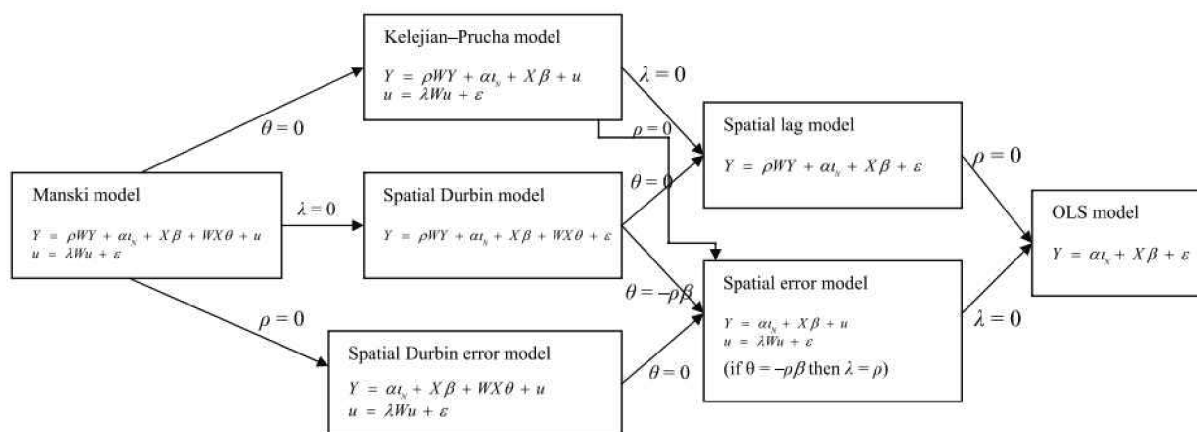 Kelejian–Prucha model
Y = ρWY + αι_N + Xβ + u
u = λWu + ε
λ = 0
θ = 0
ρ = 0
Spatial lag model
Y = ρWY + αι_N + Xβ + ε
ρ = 0
Manski model
Y = ρWY + αι_N + Xβ + WXθ + u
u = λWu + ε
λ = 0
Spatial Durbin model
Y = ρWY + αι_N + Xβ + WXθ + ε
θ = 0
OLS model
Y = αι_N + Xβ + ε
θ = –ρβ
Spatial error model
Y = αι_N + Xβ + u
u = λWu + ε
(if θ = –ρβ then λ = ρ)
λ = 0
ρ = 0
Spatial Durbin error model
Y = αι_N + Xβ + WXθ + u
u = λWu + ε
θ = 0